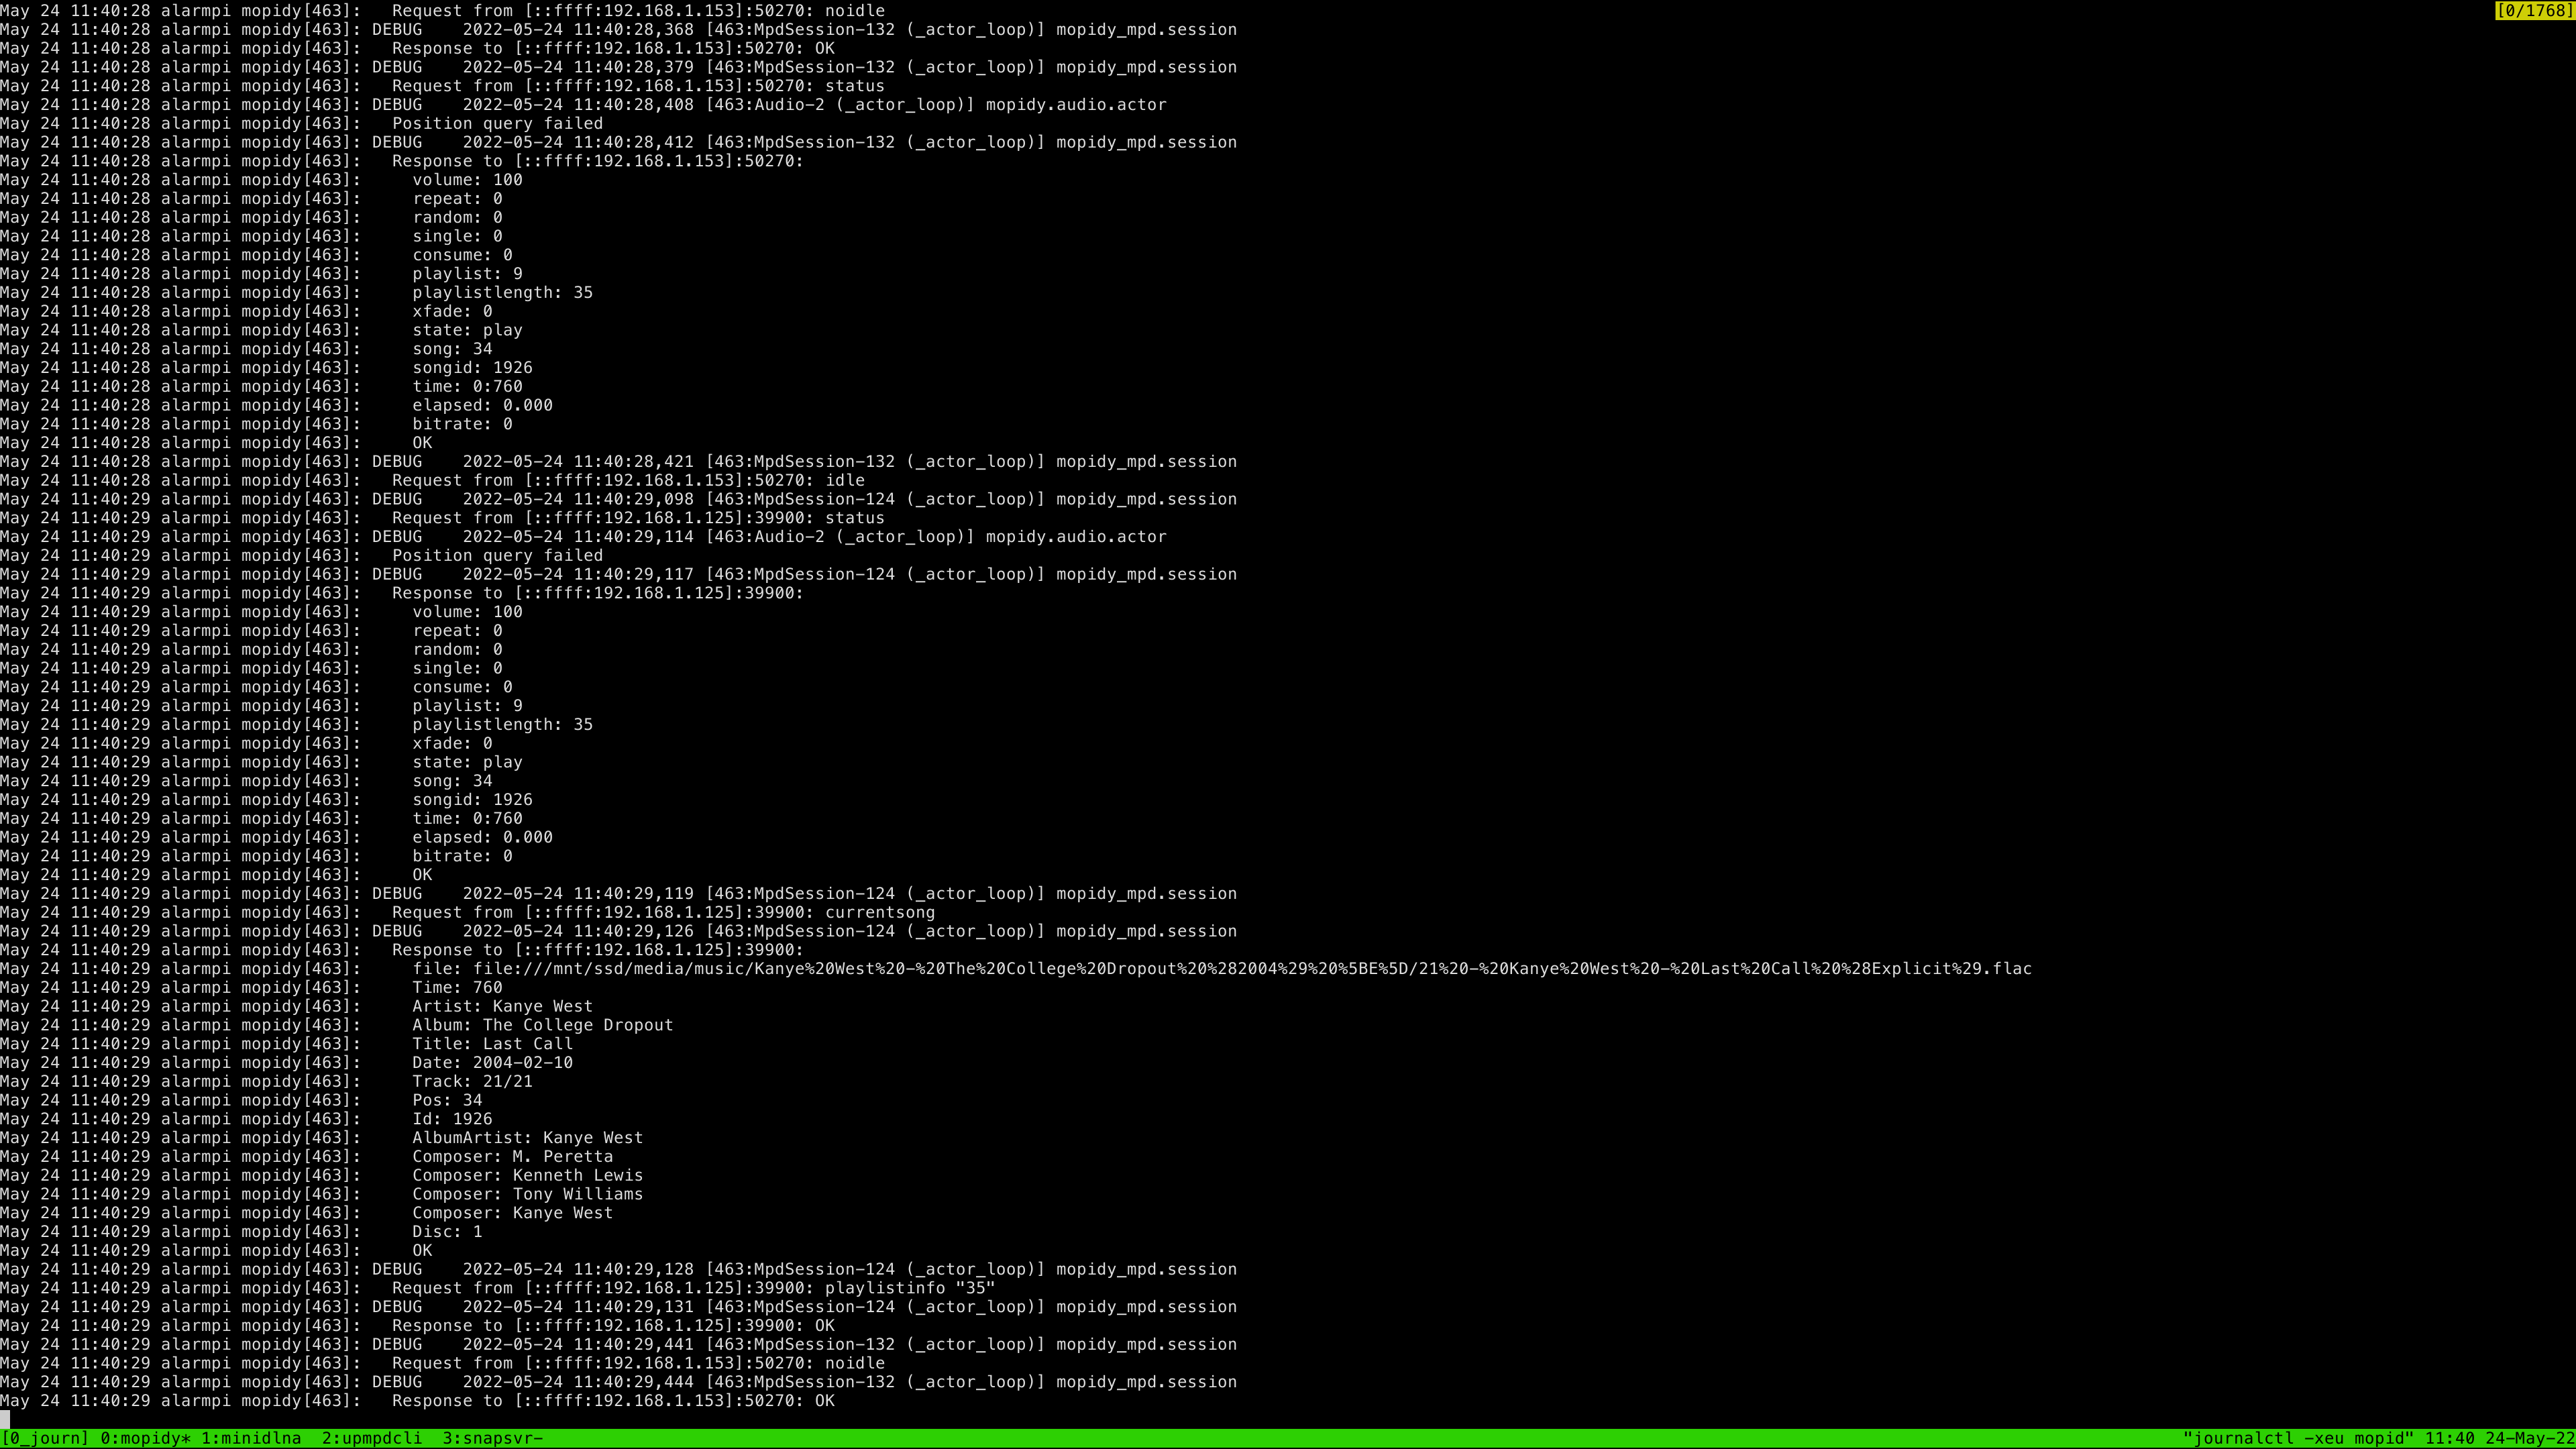 May 24 11:40:28 alarmpi mopidy[463]:   Request from [::ffff:192.168.1.153]:50270: noidle [0/1768]
May 24 11:40:28 alarmpi mopidy[463]: DEBUG    2022-05-24 11:40:28,368 [463:MpdSession-132 (_actor_loop)] mopidy_mpd.session
May 24 11:40:28 alarmpi mopidy[463]:   Response to [::ffff:192.168.1.153]:50270: OK
May 24 11:40:28 alarmpi mopidy[463]: DEBUG    2022-05-24 11:40:28,379 [463:MpdSession-132 (_actor_loop)] mopidy_mpd.session
May 24 11:40:28 alarmpi mopidy[463]:   Request from [::ffff:192.168.1.153]:50270: status
May 24 11:40:28 alarmpi mopidy[463]: DEBUG    2022-05-24 11:40:28,408 [463:Audio-2 (_actor_loop)] mopidy.audio.actor
May 24 11:40:28 alarmpi mopidy[463]:   Position query failed
May 24 11:40:28 alarmpi mopidy[463]: DEBUG    2022-05-24 11:40:28,412 [463:MpdSession-132 (_actor_loop)] mopidy_mpd.session
May 24 11:40:28 alarmpi mopidy[463]:   Response to [::ffff:192.168.1.153]:50270:
May 24 11:40:28 alarmpi mopidy[463]:     volume: 100
May 24 11:40:28 alarmpi mopidy[463]:     repeat: 0
May 24 11:40:28 alarmpi mopidy[463]:     random: 0
May 24 11:40:28 alarmpi mopidy[463]:     single: 0
May 24 11:40:28 alarmpi mopidy[463]:     consume: 0
May 24 11:40:28 alarmpi mopidy[463]:     playlist: 9
May 24 11:40:28 alarmpi mopidy[463]:     playlistlength: 35
May 24 11:40:28 alarmpi mopidy[463]:     xfade: 0
May 24 11:40:28 alarmpi mopidy[463]:     state: play
May 24 11:40:28 alarmpi mopidy[463]:     song: 34
May 24 11:40:28 alarmpi mopidy[463]:     songid: 1926
May 24 11:40:28 alarmpi mopidy[463]:     time: 0:760
May 24 11:40:28 alarmpi mopidy[463]:     elapsed: 0.000
May 24 11:40:28 alarmpi mopidy[463]:     bitrate: 0
May 24 11:40:28 alarmpi mopidy[463]:     OK
May 24 11:40:28 alarmpi mopidy[463]: DEBUG    2022-05-24 11:40:28,421 [463:MpdSession-132 (_actor_loop)] mopidy_mpd.session
May 24 11:40:28 alarmpi mopidy[463]:   Request from [::ffff:192.168.1.153]:50270: idle
May 24 11:40:29 alarmpi mopidy[463]: DEBUG    2022-05-24 11:40:29,098 [463:MpdSession-124 (_actor_loop)] mopidy_mpd.session
May 24 11:40:29 alarmpi mopidy[463]:   Request from [::ffff:192.168.1.125]:39900: status
May 24 11:40:29 alarmpi mopidy[463]: DEBUG    2022-05-24 11:40:29,114 [463:Audio-2 (_actor_loop)] mopidy.audio.actor
May 24 11:40:29 alarmpi mopidy[463]:   Position query failed
May 24 11:40:29 alarmpi mopidy[463]: DEBUG    2022-05-24 11:40:29,117 [463:MpdSession-124 (_actor_loop)] mopidy_mpd.session
May 24 11:40:29 alarmpi mopidy[463]:   Response to [::ffff:192.168.1.125]:39900:
May 24 11:40:29 alarmpi mopidy[463]:     volume: 100
May 24 11:40:29 alarmpi mopidy[463]:     repeat: 0
May 24 11:40:29 alarmpi mopidy[463]:     random: 0
May 24 11:40:29 alarmpi mopidy[463]:     single: 0
May 24 11:40:29 alarmpi mopidy[463]:     consume: 0
May 24 11:40:29 alarmpi mopidy[463]:     playlist: 9
May 24 11:40:29 alarmpi mopidy[463]:     playlistlength: 35
May 24 11:40:29 alarmpi mopidy[463]:     xfade: 0
May 24 11:40:29 alarmpi mopidy[463]:     state: play
May 24 11:40:29 alarmpi mopidy[463]:     song: 34
May 24 11:40:29 alarmpi mopidy[463]:     songid: 1926
May 24 11:40:29 alarmpi mopidy[463]:     time: 0:760
May 24 11:40:29 alarmpi mopidy[463]:     elapsed: 0.000
May 24 11:40:29 alarmpi mopidy[463]:     bitrate: 0
May 24 11:40:29 alarmpi mopidy[463]:     OK
May 24 11:40:29 alarmpi mopidy[463]: DEBUG    2022-05-24 11:40:29,119 [463:MpdSession-124 (_actor_loop)] mopidy_mpd.session
May 24 11:40:29 alarmpi mopidy[463]:   Request from [::ffff:192.168.1.125]:39900: currentsong
May 24 11:40:29 alarmpi mopidy[463]: DEBUG    2022-05-24 11:40:29,126 [463:MpdSession-124 (_actor_loop)] mopidy_mpd.session
May 24 11:40:29 alarmpi mopidy[463]:   Response to [::ffff:192.168.1.125]:39900:
May 24 11:40:29 alarmpi mopidy[463]:     file: file:///mnt/ssd/media/music/Kanye%20West%20-%20The%20College%20Dropout%20%282004%29%20%5BE%5D/21%20-%20Kanye%20West%20-%20Last%20Call%20%28Explicit%29.flac
May 24 11:40:29 alarmpi mopidy[463]:     Time: 760
May 24 11:40:29 alarmpi mopidy[463]:     Artist: Kanye West
May 24 11:40:29 alarmpi mopidy[463]:     Album: The College Dropout
May 24 11:40:29 alarmpi mopidy[463]:     Title: Last Call
May 24 11:40:29 alarmpi mopidy[463]:     Date: 2004-02-10
May 24 11:40:29 alarmpi mopidy[463]:     Track: 21/21
May 24 11:40:29 alarmpi mopidy[463]:     Pos: 34
May 24 11:40:29 alarmpi mopidy[463]:     Id: 1926
May 24 11:40:29 alarmpi mopidy[463]:     AlbumArtist: Kanye West
May 24 11:40:29 alarmpi mopidy[463]:     Composer: M. Peretta
May 24 11:40:29 alarmpi mopidy[463]:     Composer: Kenneth Lewis
May 24 11:40:29 alarmpi mopidy[463]:     Composer: Tony Williams
May 24 11:40:29 alarmpi mopidy[463]:     Composer: Kanye West
May 24 11:40:29 alarmpi mopidy[463]:     Disc: 1
May 24 11:40:29 alarmpi mopidy[463]:     OK
May 24 11:40:29 alarmpi mopidy[463]: DEBUG    2022-05-24 11:40:29,128 [463:MpdSession-124 (_actor_loop)] mopidy_mpd.session
May 24 11:40:29 alarmpi mopidy[463]:   Request from [::ffff:192.168.1.125]:39900: playlistinfo "35"
May 24 11:40:29 alarmpi mopidy[463]: DEBUG    2022-05-24 11:40:29,131 [463:MpdSession-124 (_actor_loop)] mopidy_mpd.session
May 24 11:40:29 alarmpi mopidy[463]:   Response to [::ffff:192.168.1.125]:39900: OK
May 24 11:40:29 alarmpi mopidy[463]: DEBUG    2022-05-24 11:40:29,441 [463:MpdSession-132 (_actor_loop)] mopidy_mpd.session
May 24 11:40:29 alarmpi mopidy[463]:   Request from [::ffff:192.168.1.153]:50270: noidle
May 24 11:40:29 alarmpi mopidy[463]: DEBUG    2022-05-24 11:40:29,444 [463:MpdSession-132 (_actor_loop)] mopidy_mpd.session
May 24 11:40:29 alarmpi mopidy[463]:   Response to [::ffff:192.168.1.153]:50270: OK
[0_journ] 0:mopidy* 1:minidlna  2:upmpdcli  3:snapsvr- "journalctl -xeu mopid" 11:40 24-May-22